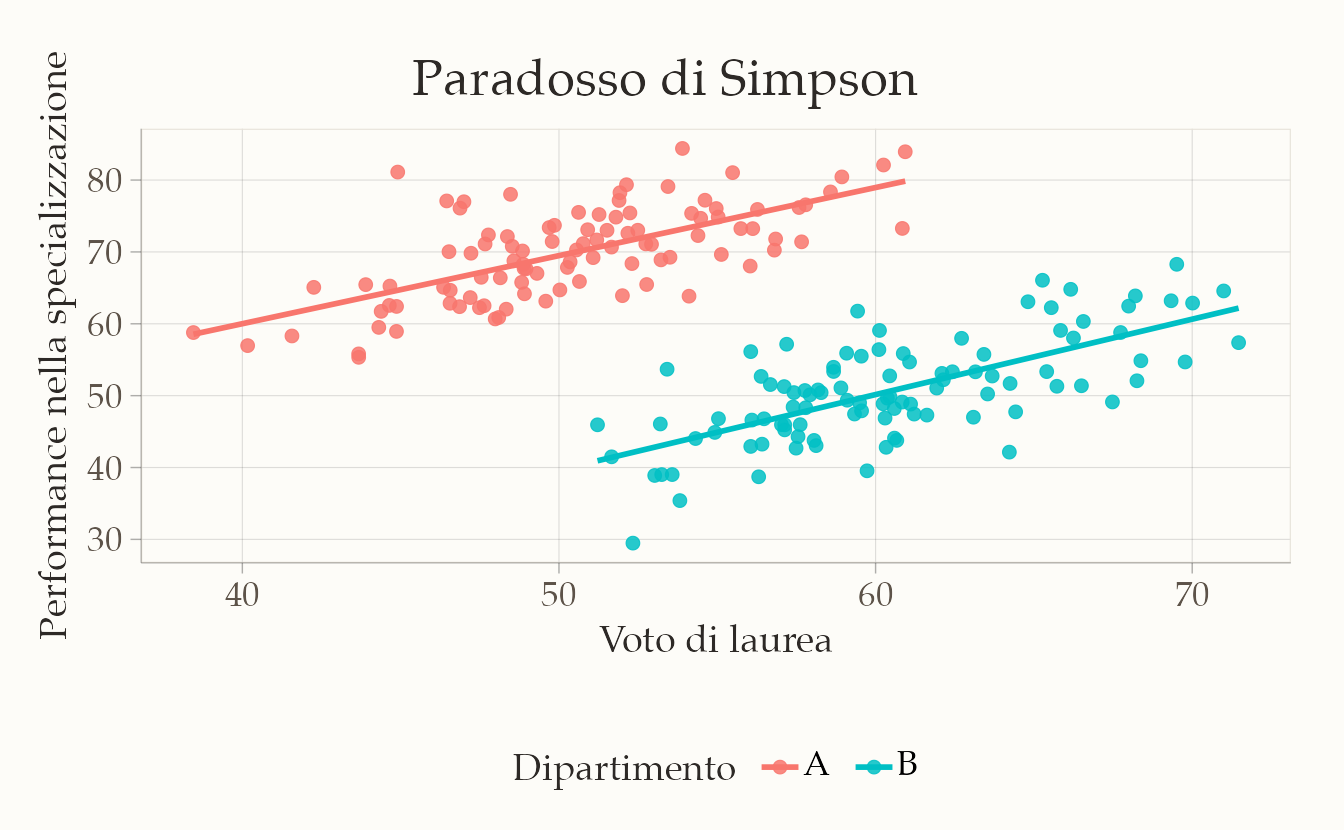 Paradosso di Simpson
Performance nella specializzazione
80
70
60
50
40
30
40
50
60
70
Voto di laurea
Dipartimento
A
B